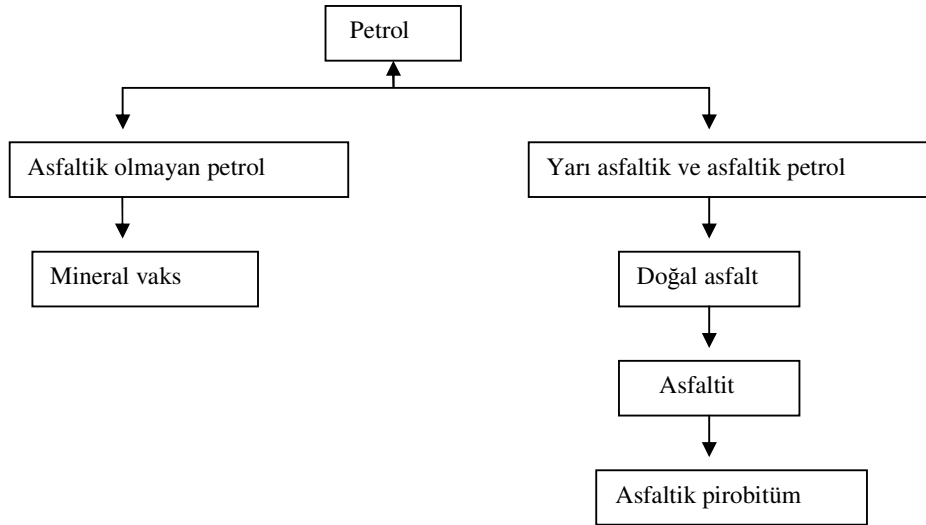 Petrol
Asfaltik olmayan petrol
Yarı asfaltik ve asfaltik petrol
Mineral vaks
Doğal asfalt
Asfaltit
Asfaltik pirobitüm